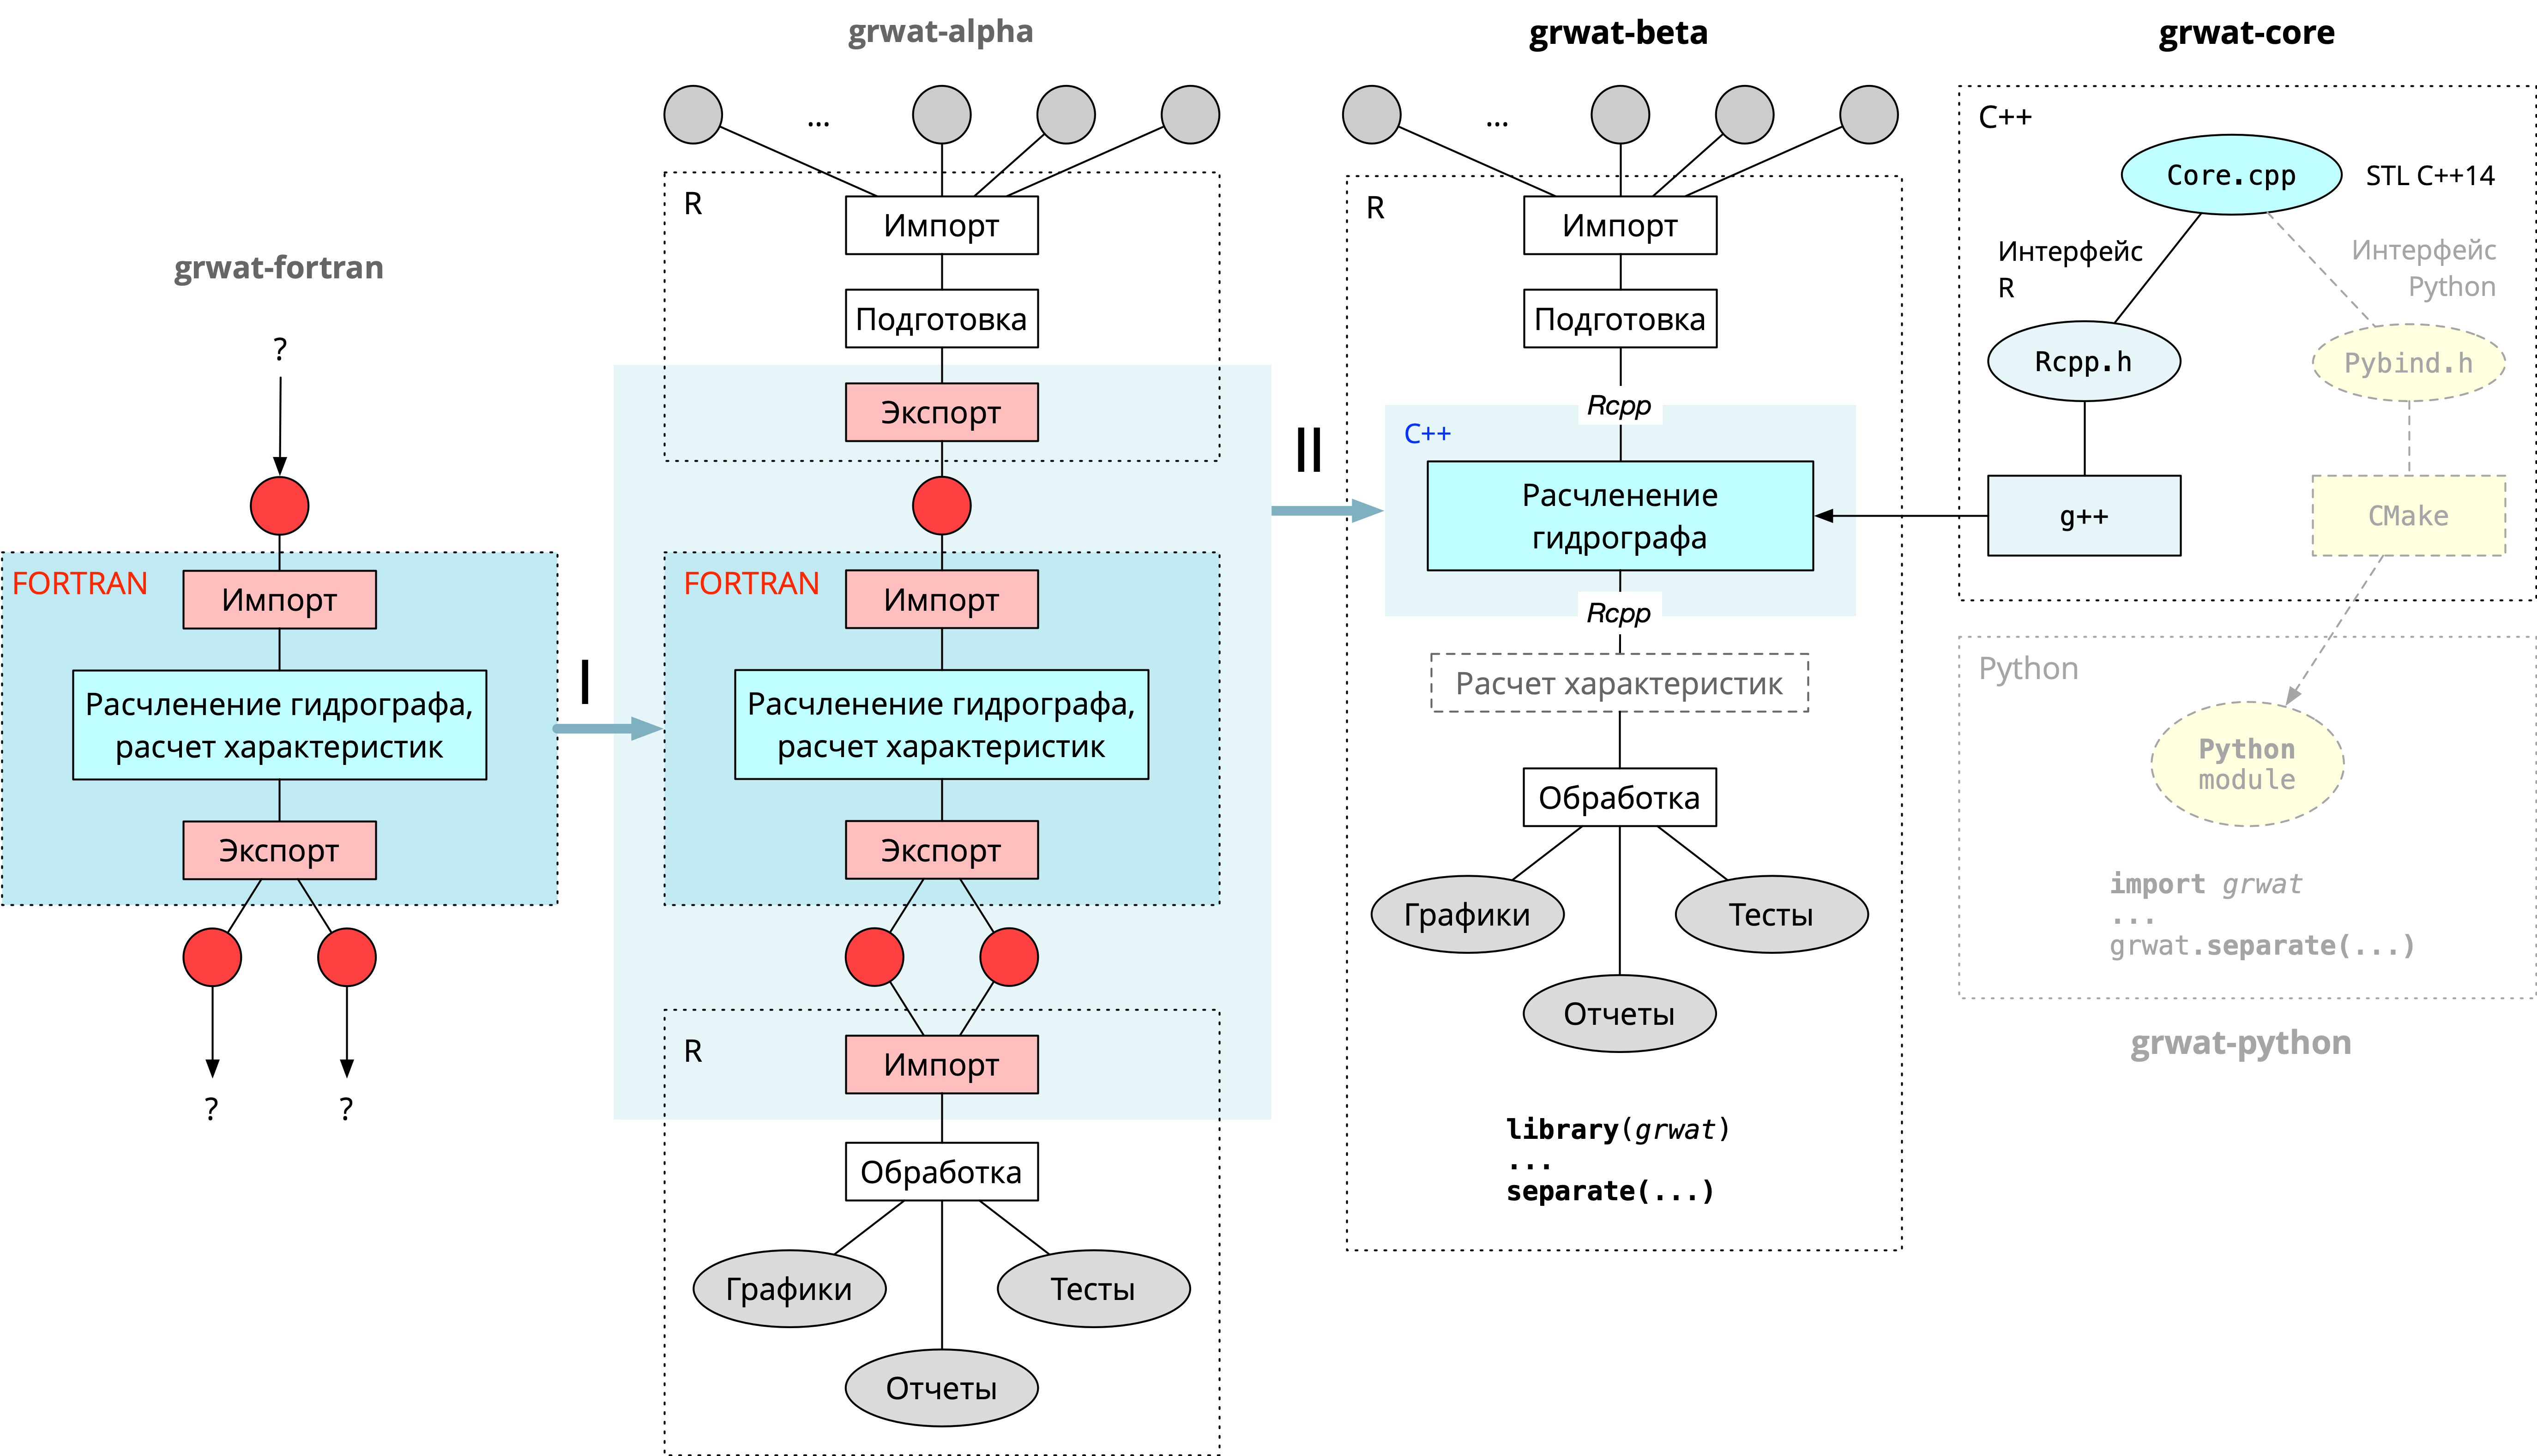 grwat-fortran
?
FORTRAN
Импорт
Расчленение гидрографа,
расчет характеристик
Экспорт
?
?
I
grwat-alpha
...
R
Импорт
Подготовка
Экспорт
FORTRAN
Импорт
Расчленение гидрографа,
расчет характеристик
Экспорт
R
Импорт
Обработка
Графики
Тесты
Отчеты
II
grwat-beta
...
R
Импорт
Подготовка
Rcpp
C++
Расчленение
гидрографа
Rcpp
Расчет характеристик
Обработка
Графики
Тесты
Отчеты
library(grwat)
...
separate(...)
grwat-core
C++
Core.cpp
STL C++14
Интерфейс
R
Интерфейс
Python
Rcpp.h
Pybind.h
g++
CMake
Python
Python
module
import grwat
...
grwat.separate(...)
grwat-python